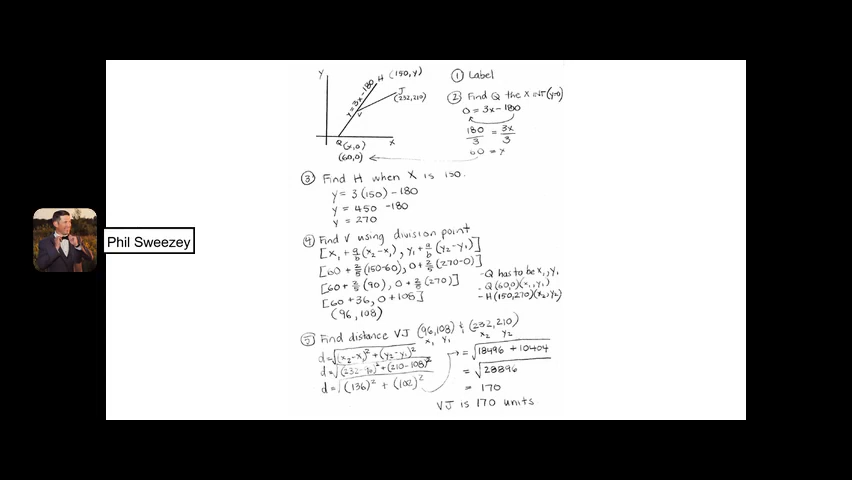 Phil Sweezey
Y
H (150,y)
y=3x-180
J
(232,210)
V
Q(x,0)
(60,0)
X
① Label
② Find Q the X INT (y=0)
0 = 3x - 180
180 = 3x
3 3
60 = x
③ Find H when X is 150.
y = 3(150) - 180
y = 450 - 180
y = 270
④ Find V using division point
[x₁ + a/b (x₂-x₁), y₁ + a/b (y₂-y₁)]
[60 + 2/5 (150-60), 0 + 2/5 (270-0)]
[60 + 2/5 (90), 0 + 2/5 (270)]
[60 + 36, 0 + 108]
(96, 108)
- Q has to be x₁, y₁
- Q (60,0) (x₁, y₁)
- H (150,270) (x₂, y₂)
⑤ Find distance VJ (96,108) & (232,210)
x₁ y₁ x₂ y₂
d = √(x₂-x₁)² + (y₂-y₁)²
d = √(232-96)² + (210-108)²
d = √(136)² + (102)²
= √18496 + 10404
= √28896
= 170
VJ is 170 units